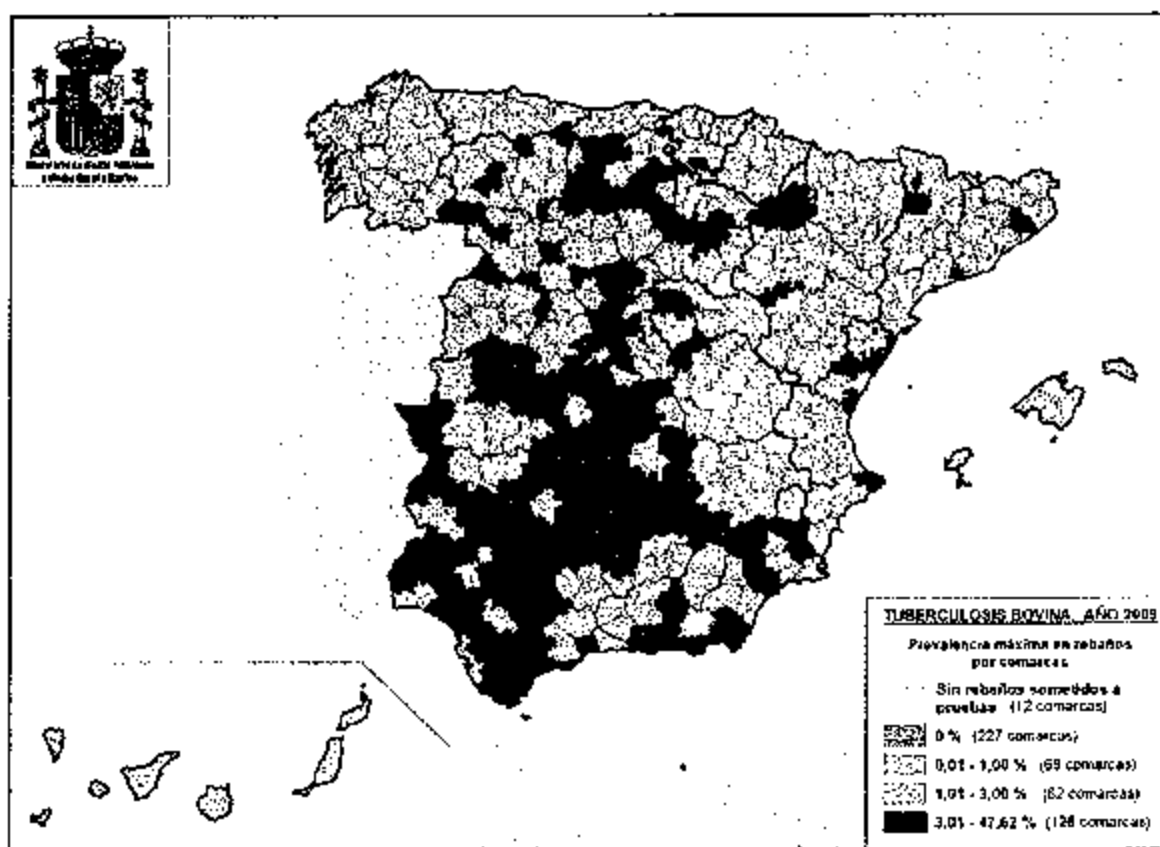 TUBERCULOSIS BOVINA, AÑO 2009
Prevalencia máxima en rebaños
por comarcas
Sin rebaños sometidos a
pruebas (12 comarcas)
0 % (227 comarcas)
0,01 - 1,00 % (69 comarcas)
1,01 - 3,00 % (62 comarcas)
3,01 - 47,62 % (126 comarcas)